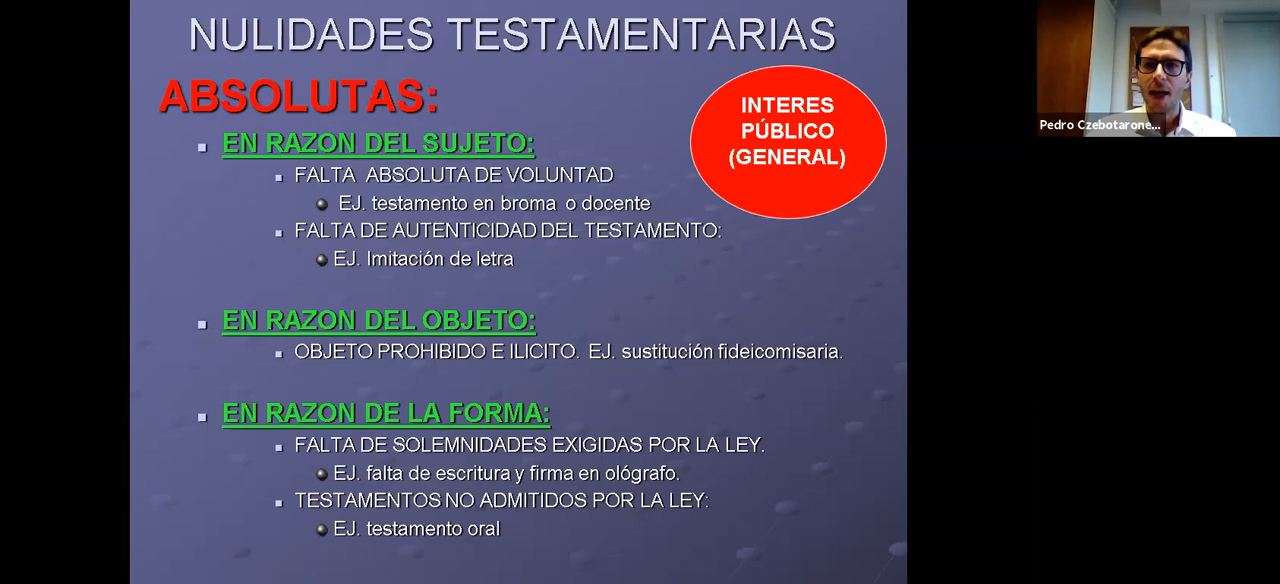 NULIDADES TESTAMENTARIAS
ABSOLUTAS:
INTERES
PÚBLICO
(GENERAL)
EN RAZON DEL SUJETO:
FALTA ABSOLUTA DE VOLUNTAD
EJ. testamento en broma o docente
FALTA DE AUTENTICIDAD DEL TESTAMENTO:
EJ. Imitación de letra
EN RAZON DEL OBJETO:
OBJETO PROHIBIDO E ILICITO. EJ. sustitución fideicomisaria.
EN RAZON DE LA FORMA:
FALTA DE SOLEMNIDADES EXIGIDAS POR LA LEY.
EJ. falta de escritura y firma en ológrafo.
TESTAMENTOS NO ADMITIDOS POR LA LEY:
EJ. testamento oral
Pedro Czebotarone...